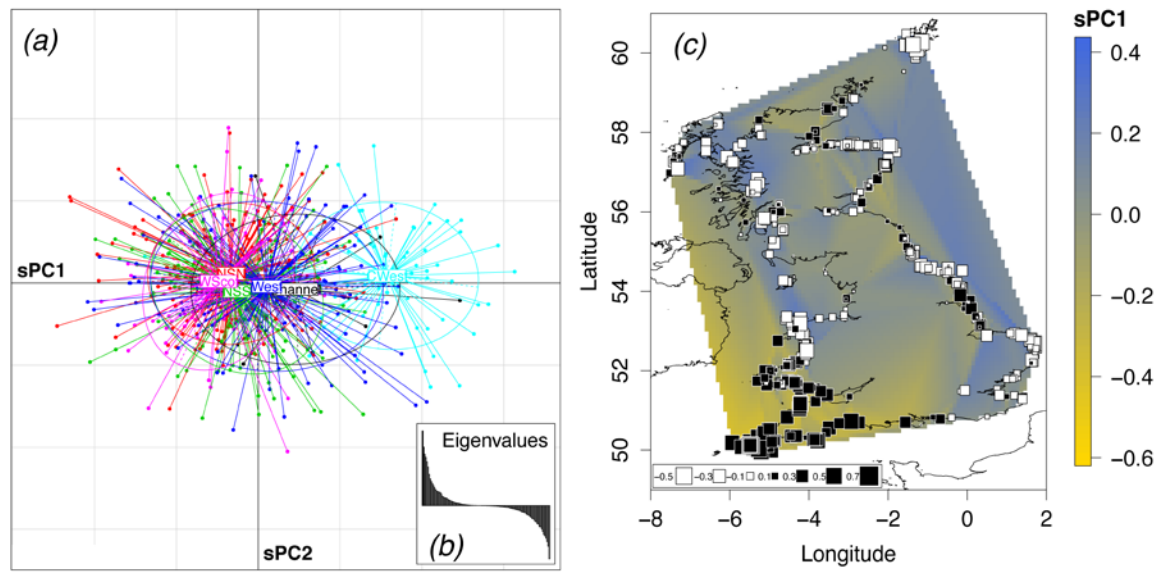 (a)
sPC1
NSN
WScot
NSS
West
hannel
CWest
sPC2
Eigenvalues
(b)
(c)
Latitude
60
58
56
54
52
50
-0.5 -0.3 -0.1 0.1 0.3 0.5 0.7
-8 -6 -4 -2 0 2
Longitude
sPC1
0.4
0.2
0.0
-0.2
-0.4
-0.6